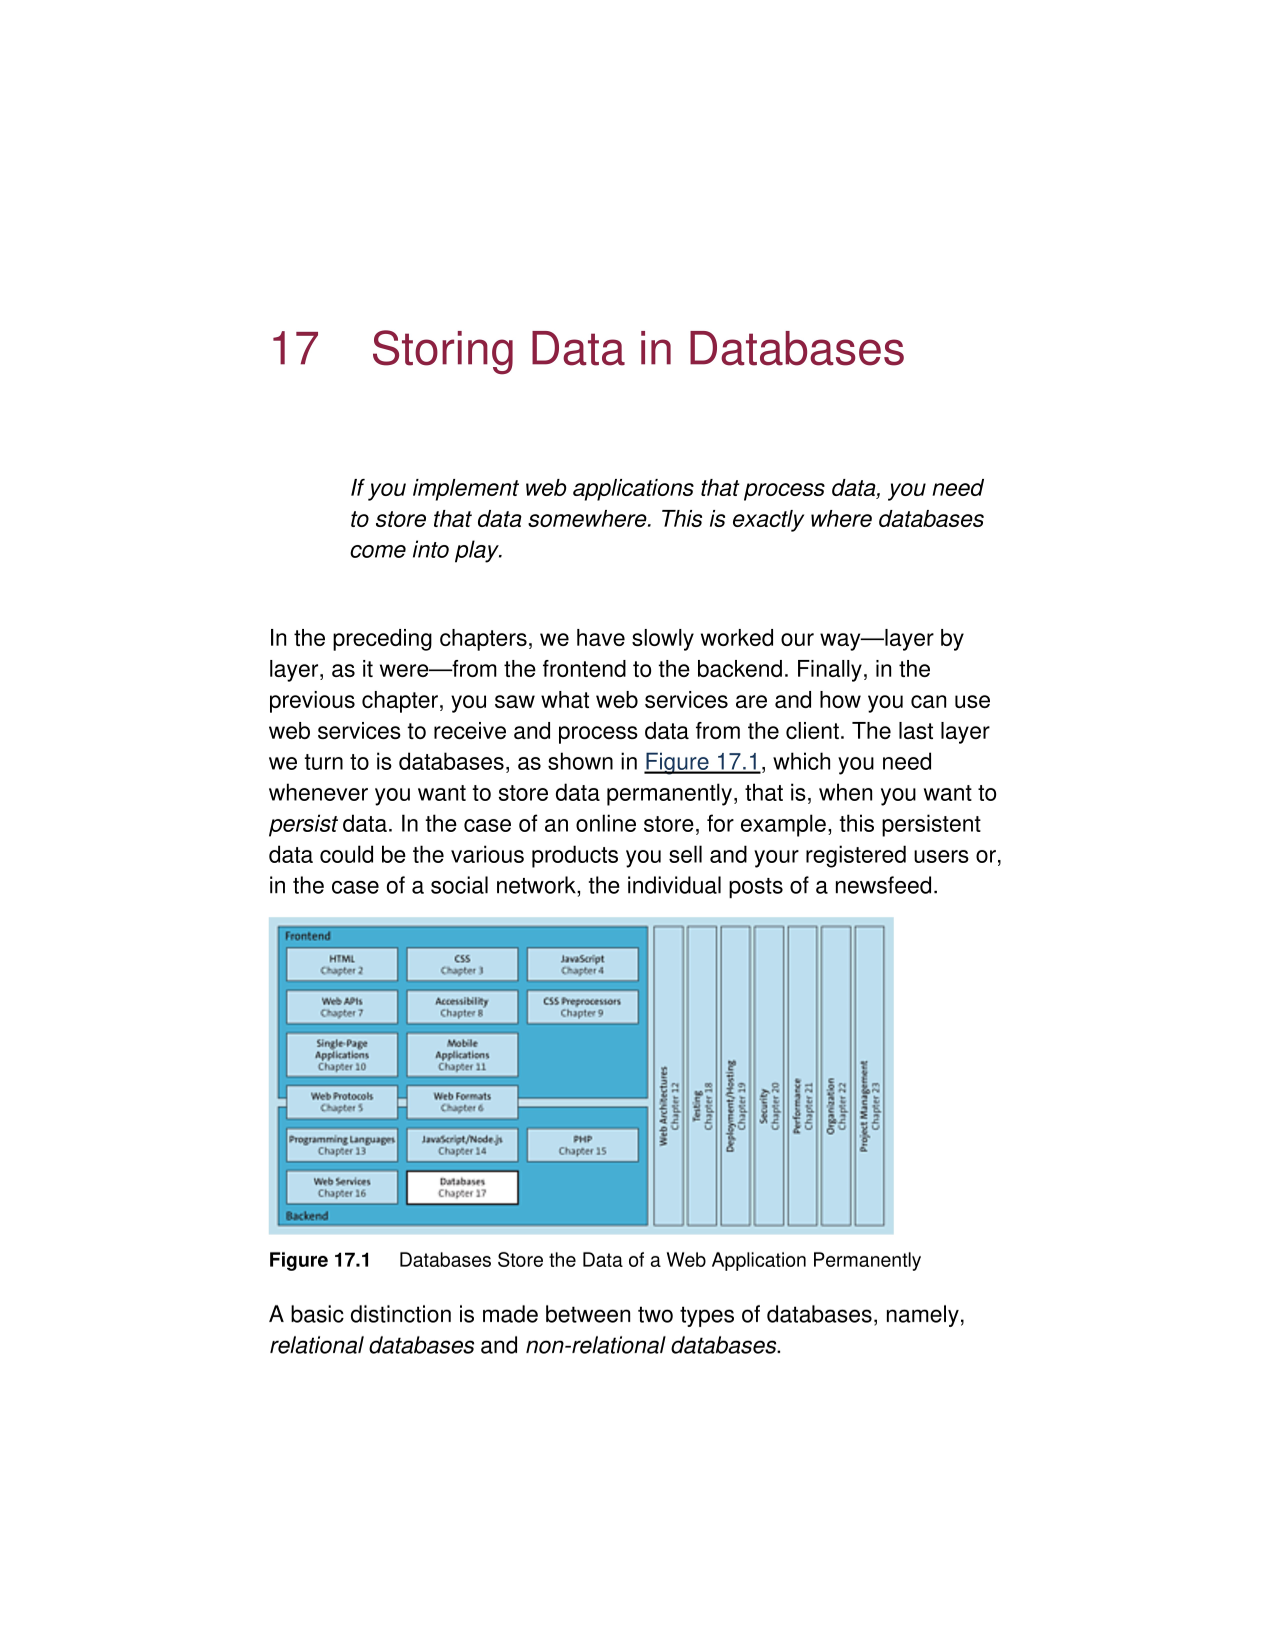 17 Storing Data in Databases
If you implement web applications that process data, you need
to store that data somewhere. This is exactly where databases
come into play.
In the preceding chapters, we have slowly worked our way—layer by
layer, as it were—from the frontend to the backend. Finally, in the
previous chapter, you saw what web services are and how you can use
web services to receive and process data from the client. The last layer
we turn to is databases, as shown in Figure 17.1, which you need
whenever you want to store data permanently, that is, when you want to
persist data. In the case of an online store, for example, this persistent
data could be the various products you sell and your registered users or,
in the case of a social network, the individual posts of a newsfeed.
Frontend
HTML
Chapter 2
CSS
Chapter 3
JavaScript
Chapter 4
Web APIs
Chapter 7
Accessibility
Chapter 8
CSS Preprocessors
Chapter 9
Single-Page
Applications
Chapter 10
Mobile
Applications
Chapter 11
Web Protocols
Chapter 5
Web Formats
Chapter 6
Programming Languages
Chapter 13
JavaScript/Node.js
Chapter 14
PHP
Chapter 15
Web Services
Chapter 16
Databases
Chapter 17
Backend
Web Architectures
Chapter 12
Testing
Chapter 18
Deployment/Hosting
Chapter 19
Security
Chapter 20
Performance
Chapter 21
Organization
Chapter 22
Project Management
Chapter 23
Figure 17.1 Databases Store the Data of a Web Application Permanently
A basic distinction is made between two types of databases, namely,
relational databases and non-relational databases.